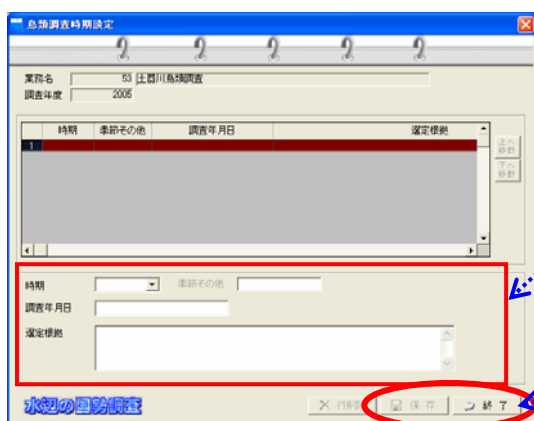 鳥類調査時期設定
業務名 53 土器川鳥類調査
調査年度 2005
時期 季節その他 調査年月日 選定根拠
1
上へ移動
下へ移動
時期 季節その他
調査年月日
選定根拠
水辺の国勢調査 行削除 保存 終了